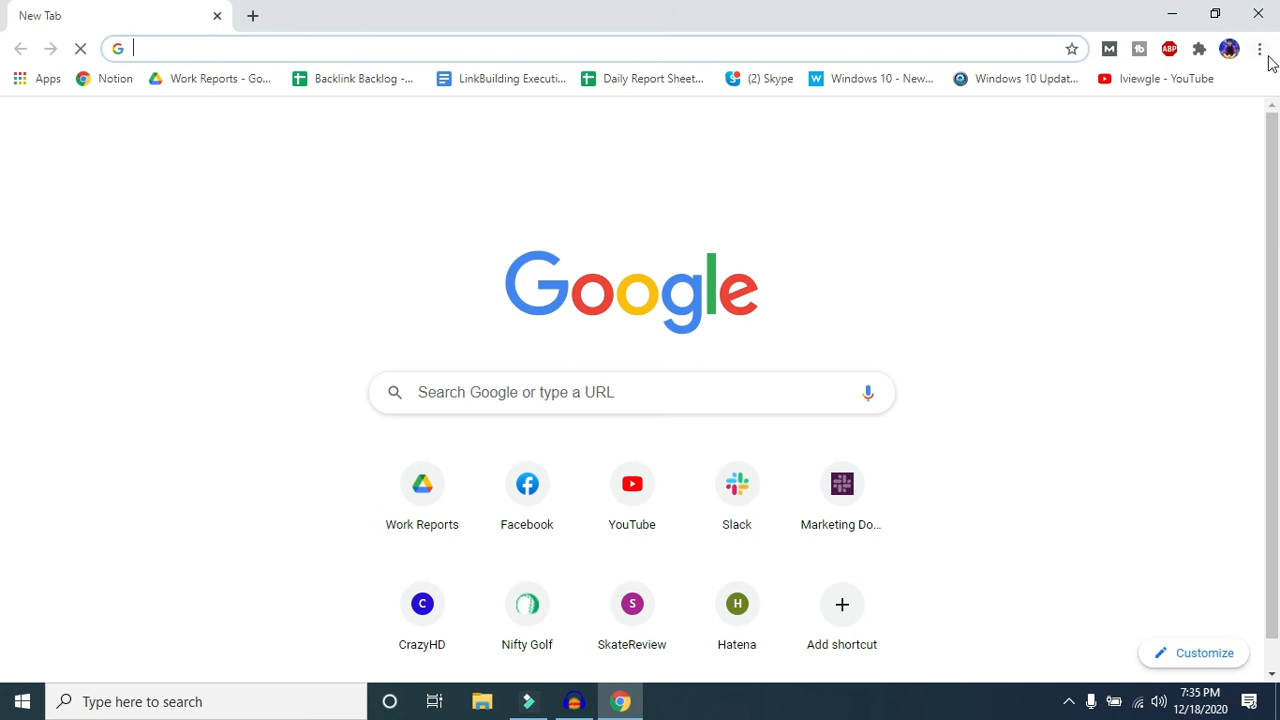 New Tab
Apps Notion Work Reports - Go... Backlink Backlog -... LinkBuilding Executi... Daily Report Sheet... (2) Skype Windows 10 - New... Windows 10 Updat... Iviewgle - YouTube
M tb ABP
Google
Search Google or type a URL
Work Reports Facebook YouTube Slack Marketing Do...
C S H
CrazyHD Nifty Golf SkateReview Hatena Add shortcut
Customize
Type here to search
7:35 PM
12/18/2020